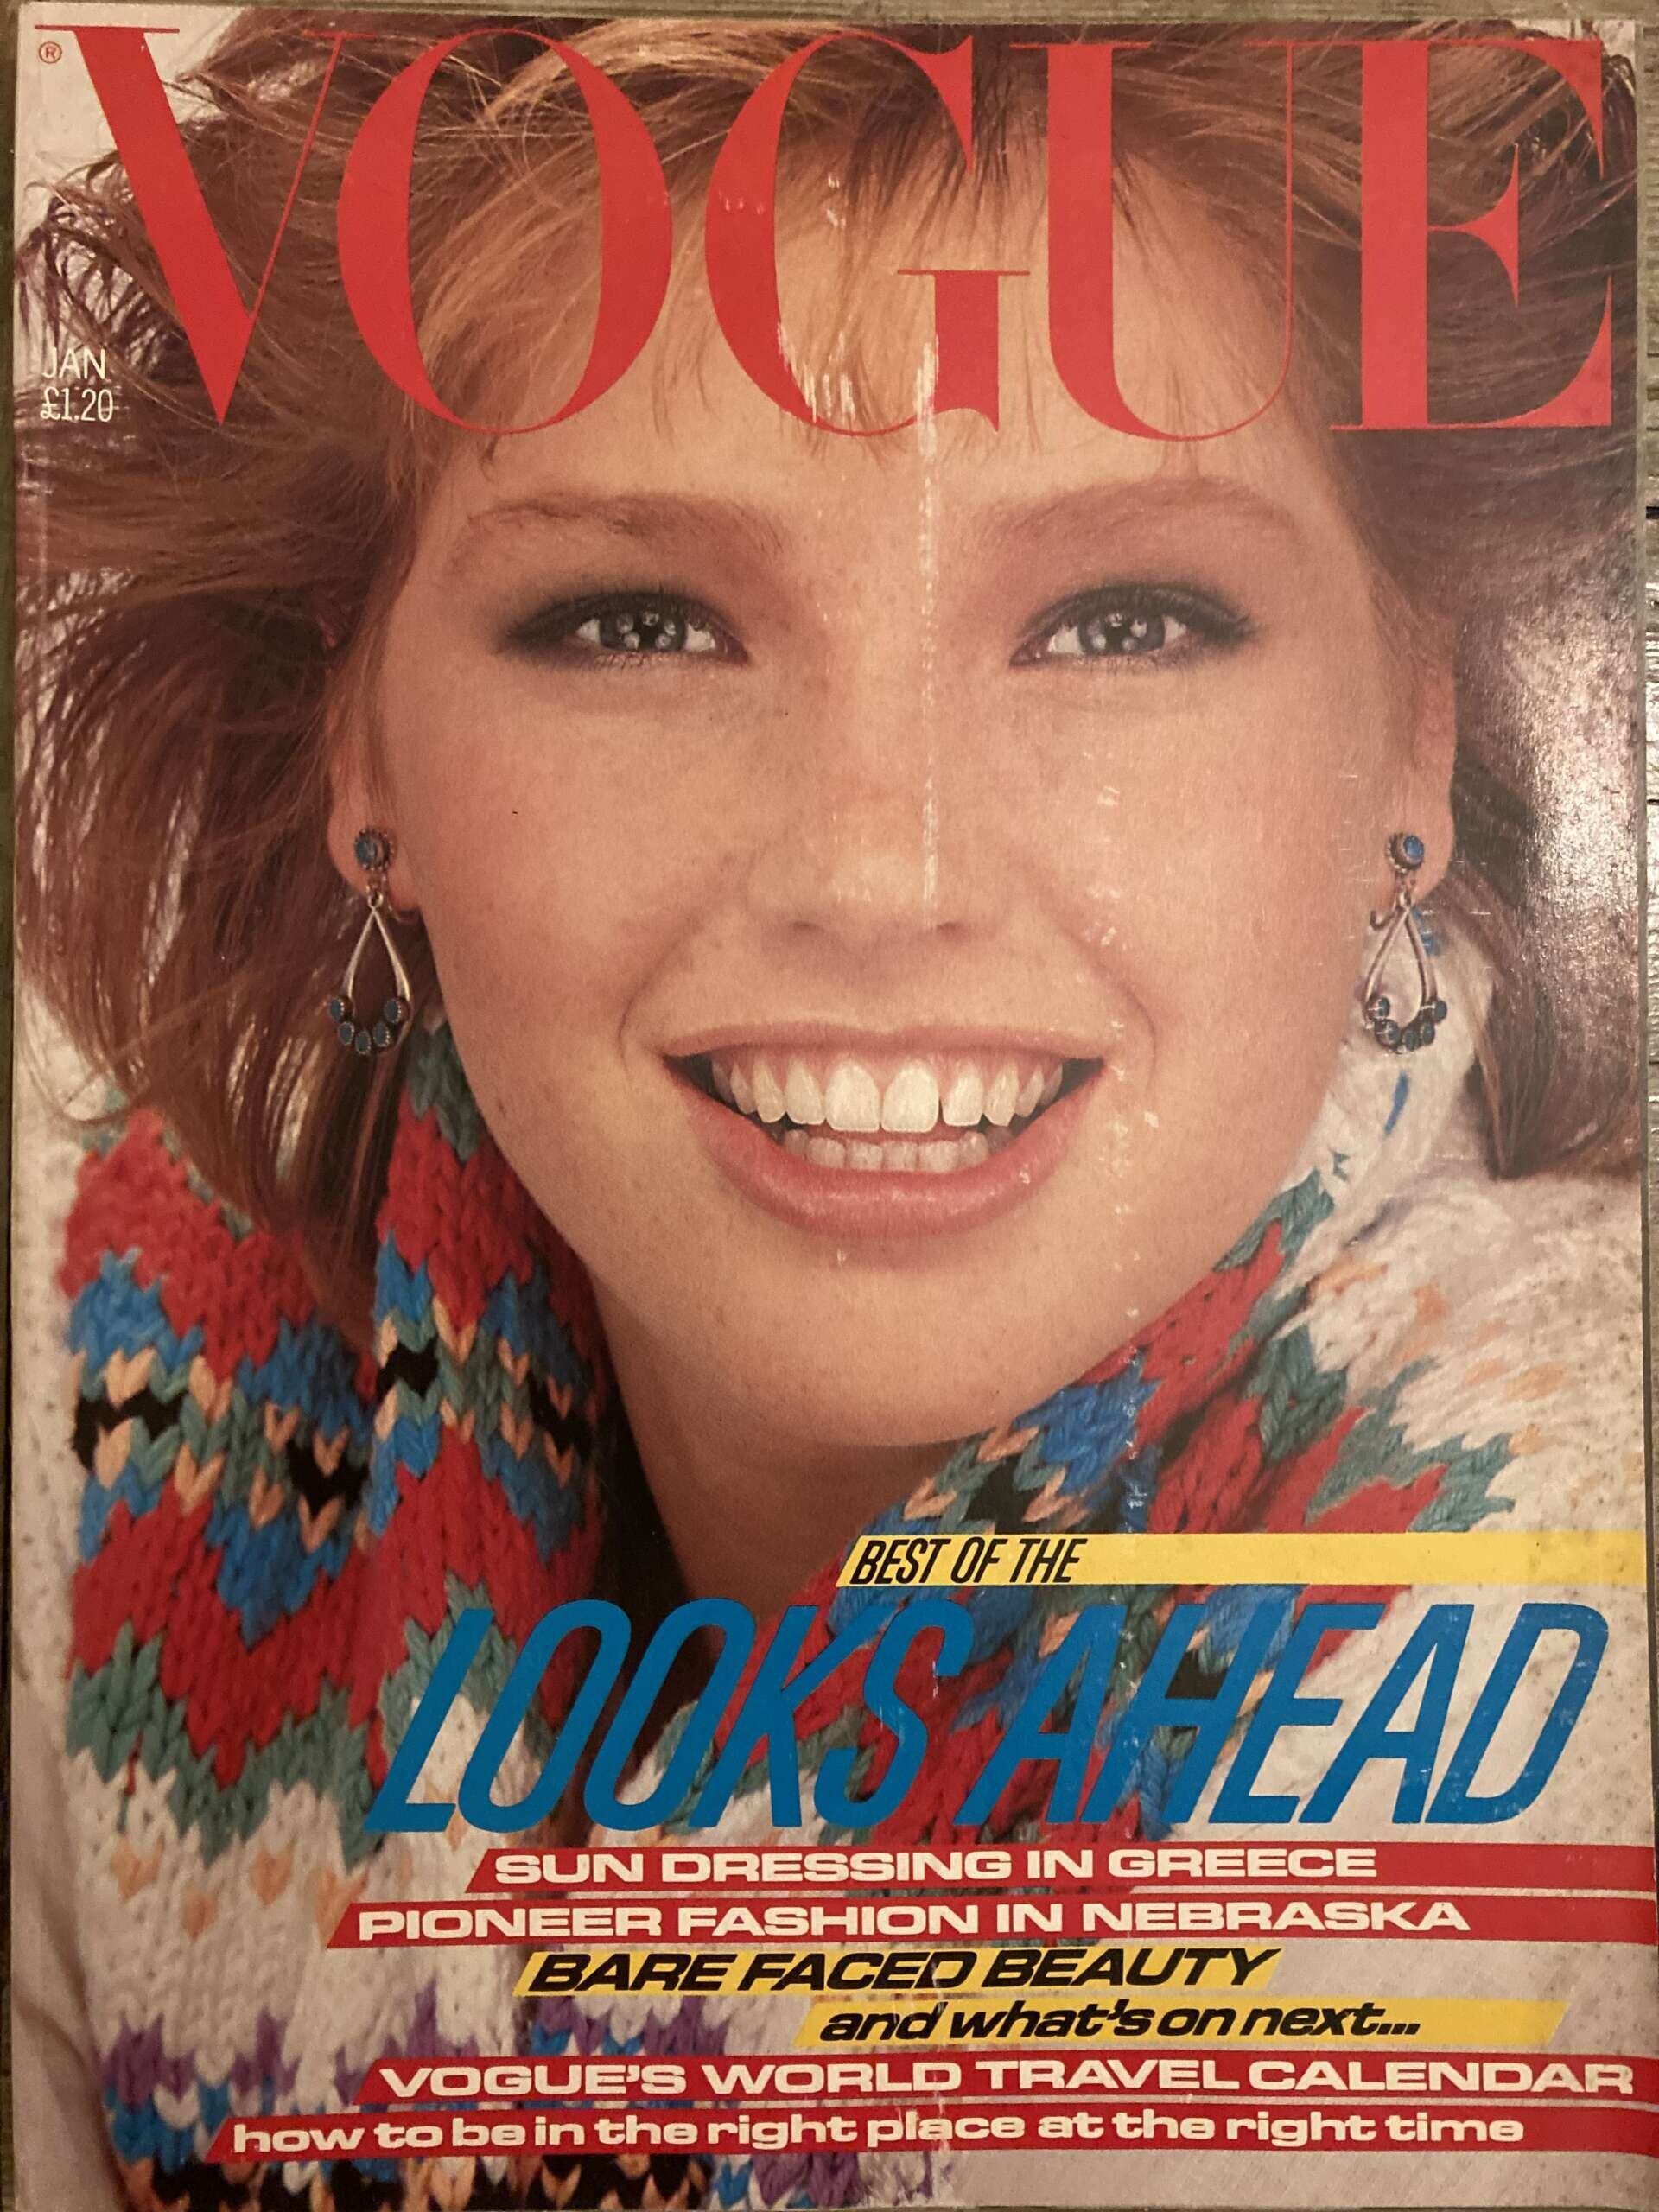 ®
VOGUE
JAN
£1.20
BEST OF THE
LOOKS AHEAD
SUN DRESSING IN GREECE
PIONEER FASHION IN NEBRASKA
BARE FACED BEAUTY
and what's on next...
VOGUE'S WORLD TRAVEL CALENDAR
how to be in the right place at the right time